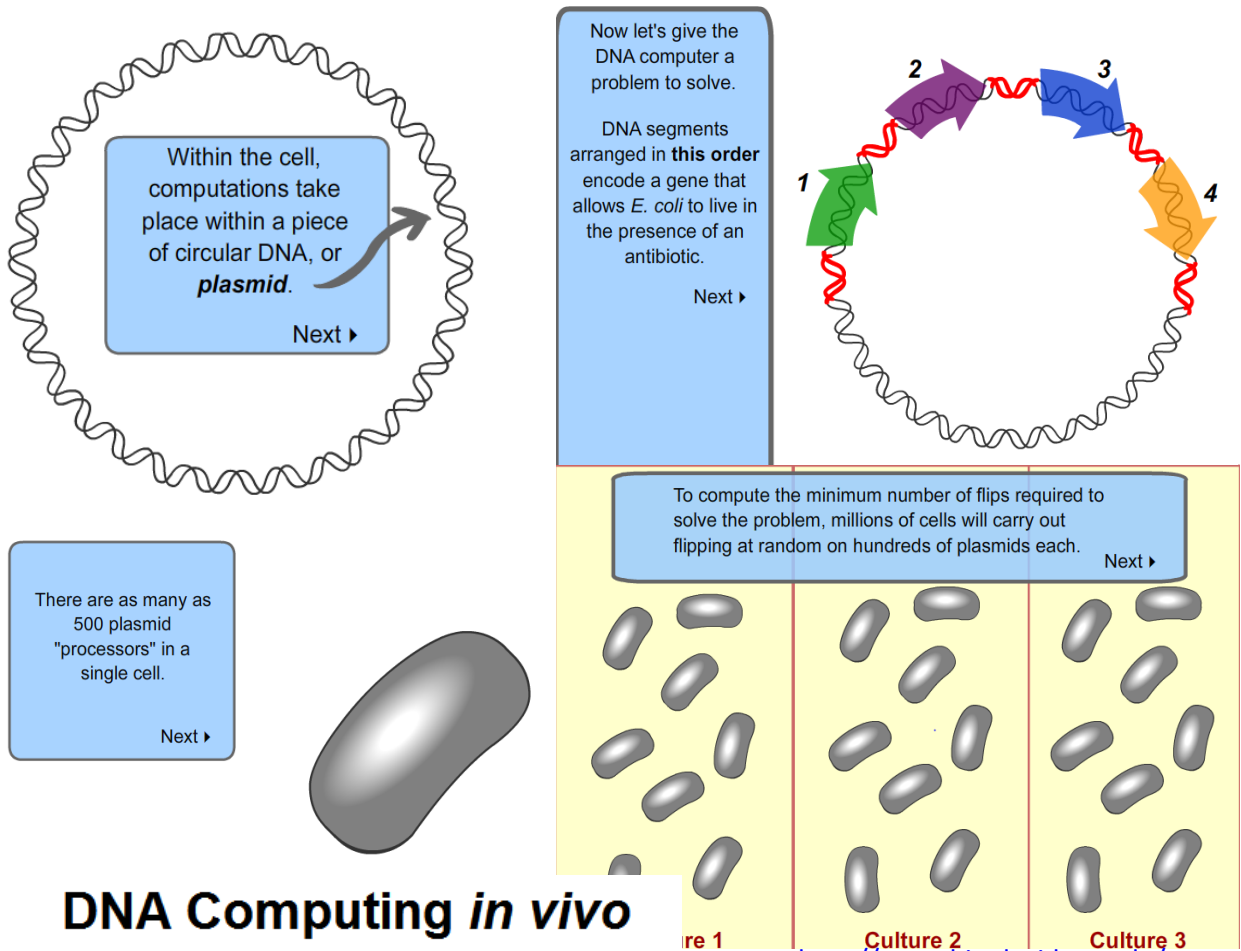 Within the cell,
computations take
place within a piece
of circular DNA, or
plasmid.
Next
Now let's give the
DNA computer a
problem to solve.
DNA segments
arranged in this order
encode a gene that
allows E. coli to live in
the presence of an
antibiotic.
Next
1
2
3
4
There are as many as
500 plasmid
"processors" in a
single cell.
Next
To compute the minimum number of flips required to
solve the problem, millions of cells will carry out
flipping at random on hundreds of plasmids each.
Next
DNA Computing in vivo
ure 1
Culture 2
Culture 3